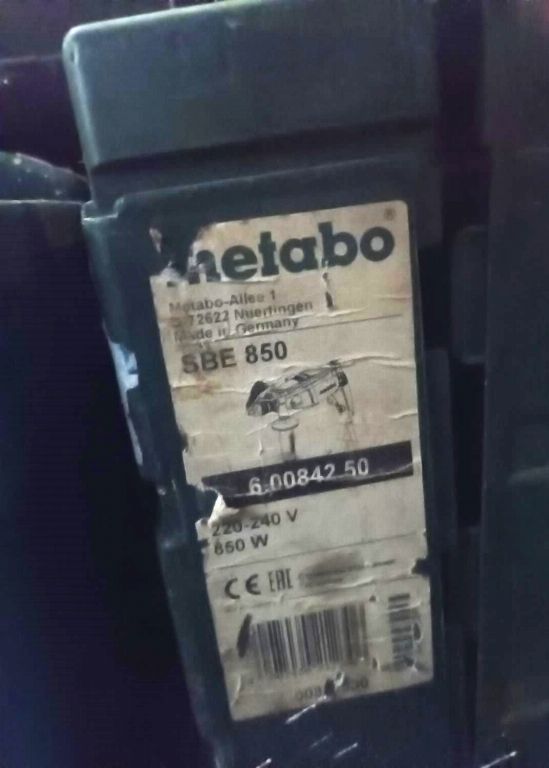 metabo®
Metabo-Allee 1
D-72622 Nuertingen
Made in Germany
SBE 850
6.00842.50
220-240 V
850 W
CE EAC